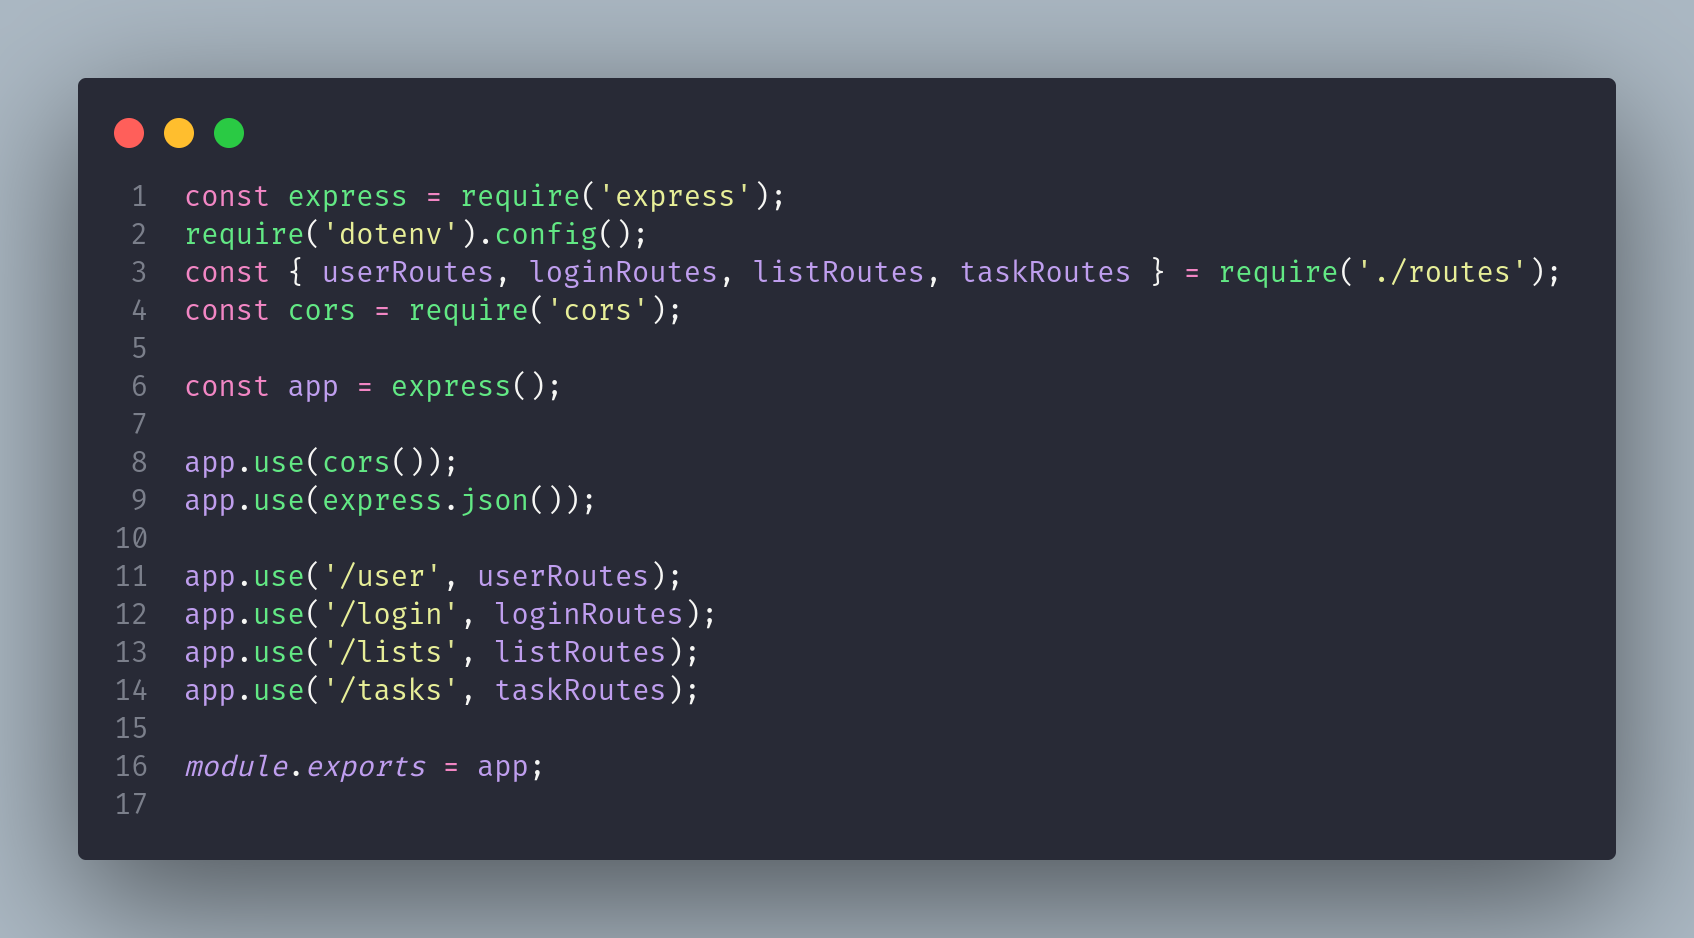 1 const express = require('express');
2 require('dotenv').config();
3 const { userRoutes, loginRoutes, listRoutes, taskRoutes } = require('./routes');
4 const cors = require('cors');
5
6 const app = express();
7
8 app.use(cors());
9 app.use(express.json());
10
11 app.use('/user', userRoutes);
12 app.use('/login', loginRoutes);
13 app.use('/lists', listRoutes);
14 app.use('/tasks', taskRoutes);
15
16 module.exports = app;
17